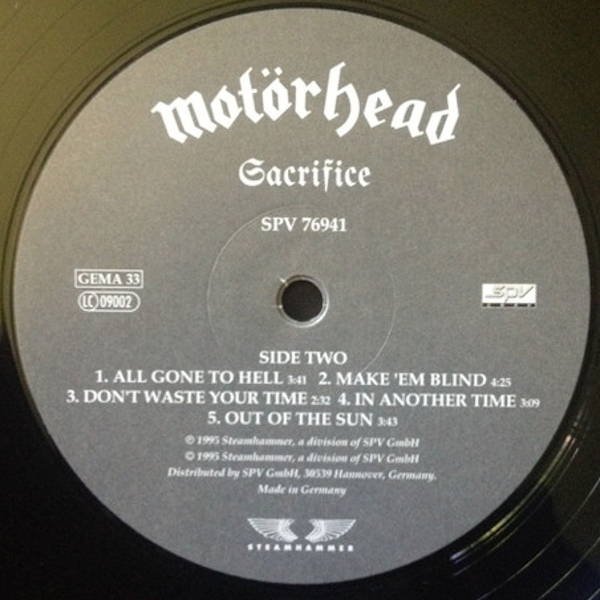 motörhead
Sacrifice
SPV 76941
GEMA 33
LC 09002
spv
SIDE TWO
1. ALL GONE TO HELL 3:41 2. MAKE 'EM BLIND 4:25
3. DON'T WASTE YOUR TIME 2:32 4. IN ANOTHER TIME 3:09
5. OUT OF THE SUN 3:43
℗ 1995 Steamhammer, a division of SPV GmbH
© 1995 Steamhammer, a division of SPV GmbH
Distributed by SPV GmbH, 30539 Hannover, Germany.
Made in Germany
STEAMHAMMER